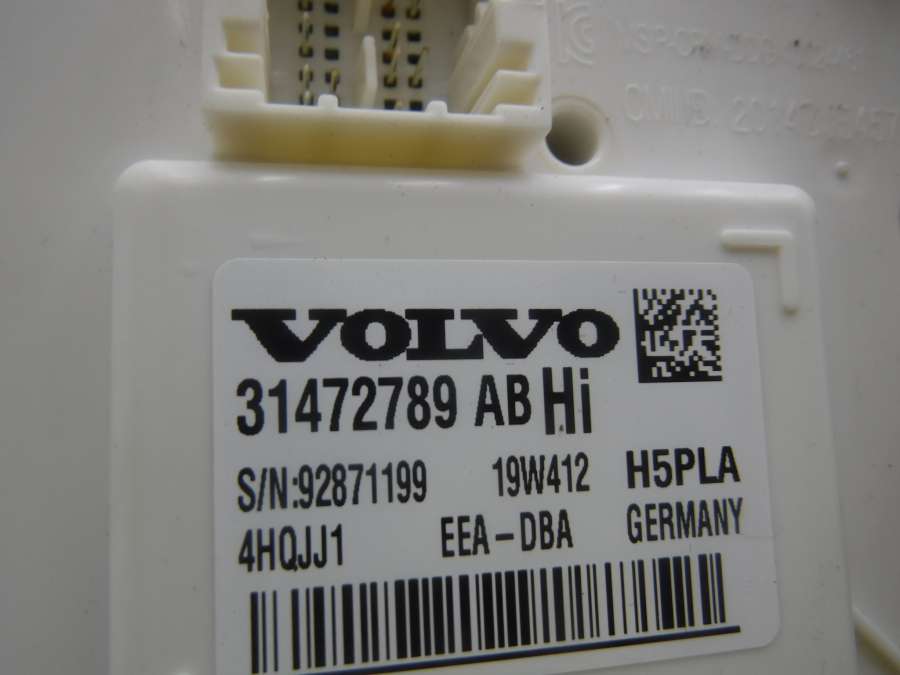 VOLVO
31472789 AB Hi
S/N:92871199 19W412 H5PLA
4HQJJ1 EEA-DBA GERMANY